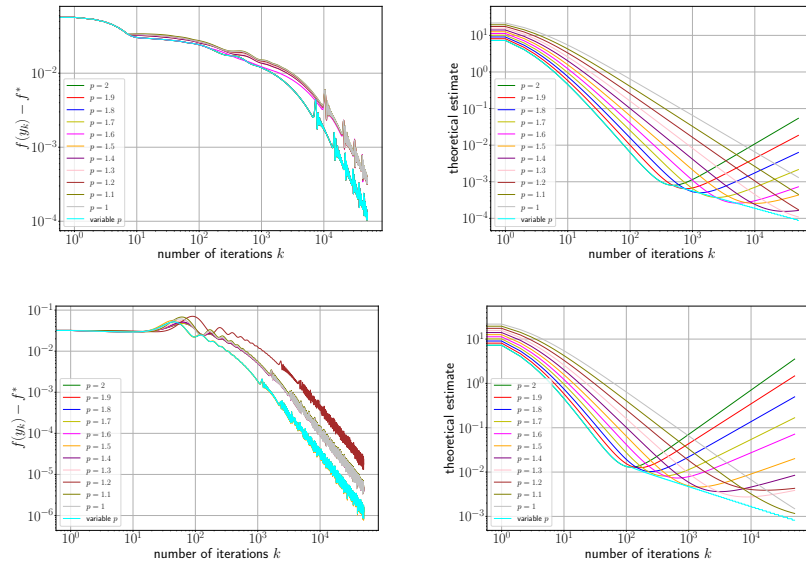 f(y_k) − f*
10^{-2}
10^{-3}
10^{-4}
p = 2
p = 1.9
p = 1.8
p = 1.7
p = 1.6
p = 1.5
p = 1.4
p = 1.3
p = 1.2
p = 1.1
p = 1
variable p
10^0 10^1 10^2 10^3 10^4
number of iterations k
theoretical estimate
10^2
10^1
10^0
10^{-1}
10^{-2}
10^{-3}
10^{-4}
p = 2
p = 1.9
p = 1.8
p = 1.7
p = 1.6
p = 1.5
p = 1.4
p = 1.3
p = 1.2
p = 1.1
p = 1
variable p
10^0 10^1 10^2 10^3 10^4
number of iterations k
f(y_k) − f*
10^{-1}
10^{-2}
10^{-3}
10^{-4}
10^{-5}
10^{-6}
p = 2
p = 1.9
p = 1.8
p = 1.7
p = 1.6
p = 1.5
p = 1.4
p = 1.3
p = 1.2
p = 1.1
p = 1
variable p
10^0 10^1 10^2 10^3 10^4
number of iterations k
theoretical estimate
10^2
10^1
10^0
10^{-1}
10^{-2}
10^{-3}
p = 2
p = 1.9
p = 1.8
p = 1.7
p = 1.6
p = 1.5
p = 1.4
p = 1.3
p = 1.2
p = 1.1
p = 1
variable p
10^0 10^1 10^2 10^3 10^4
number of iterations k